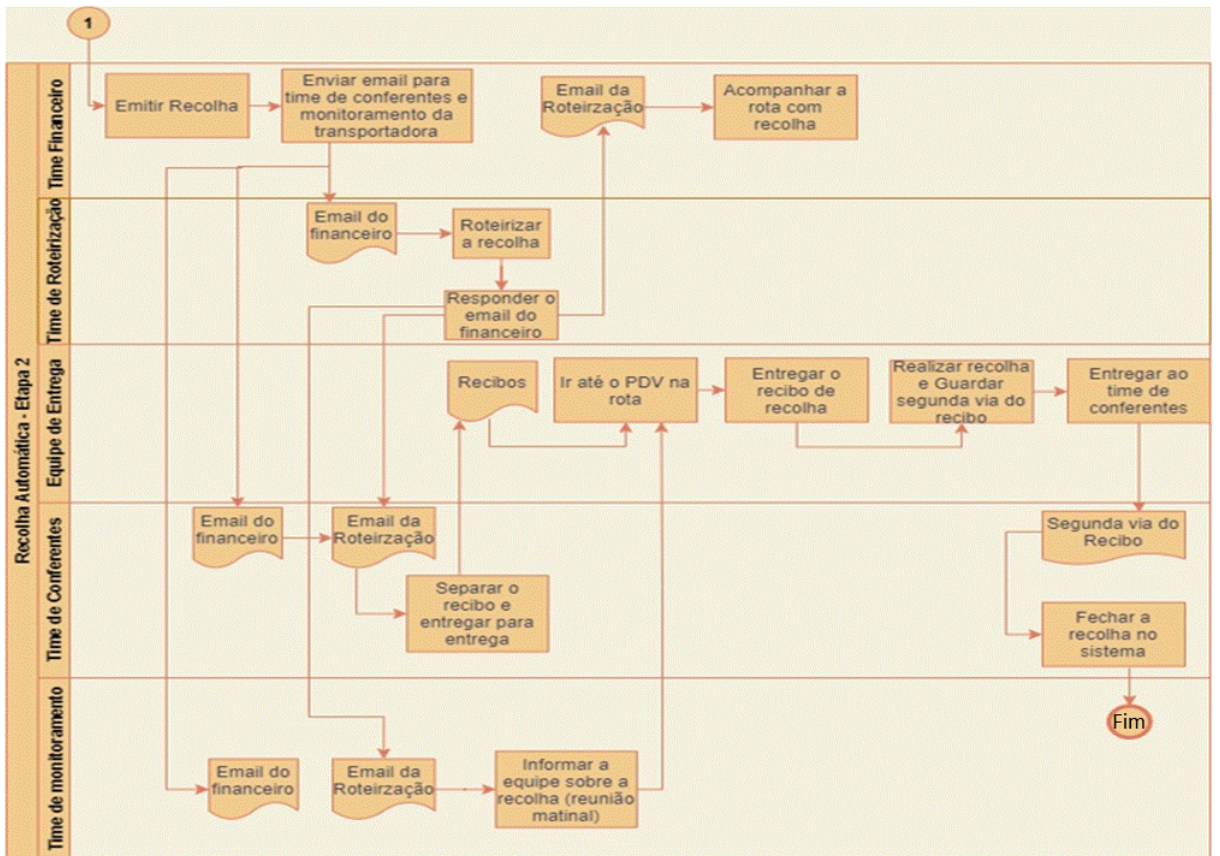 1
Recolha Automática - Etapa 2
Time Financeiro
Emitir Recolha
Enviar email para
time de conferentes e
monitoramento da
transportadora
Email da
Roteirzação
Acompanhar a
rota com
recolha
Time de Roteirização
Email do
financeiro
Roteirizar
a recolha
Responder o
email do
financeiro
Equipe de Entrega
Recibos
Ir até o PDV na
rota
Entregar o
recibo de
recolha
Realizar recolha
e Guardar
segunda via do
recibo
Entregar ao
time de
conferentes
Time de Conferentes
Email do
financeiro
Email da
Roteirzação
Separar o
recibo e
entregar para
entrega
Segunda via do
Recibo
Fechar a
recolha no
sistema
Time de monitoramento
Email do
financeiro
Email da
Roteirzação
Informar a
equipe sobre a
recolha (reunião
matinal)
Fim